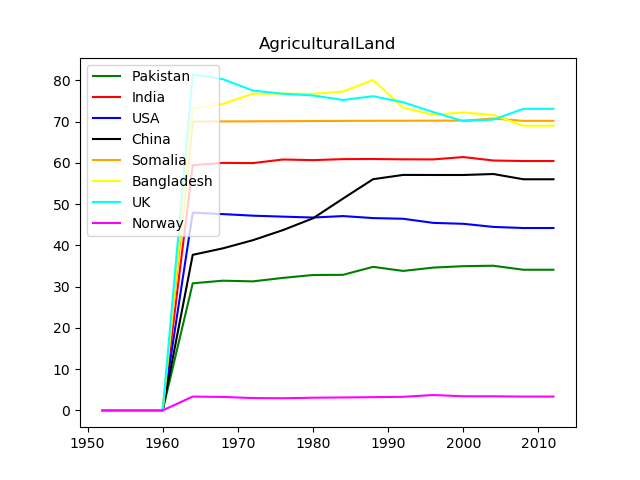 AgriculturalLand
Pakistan
India
USA
China
Somalia
Bangladesh
UK
Norway
80
70
60
50
40
30
20
10
0
1950 1960 1970 1980 1990 2000 2010